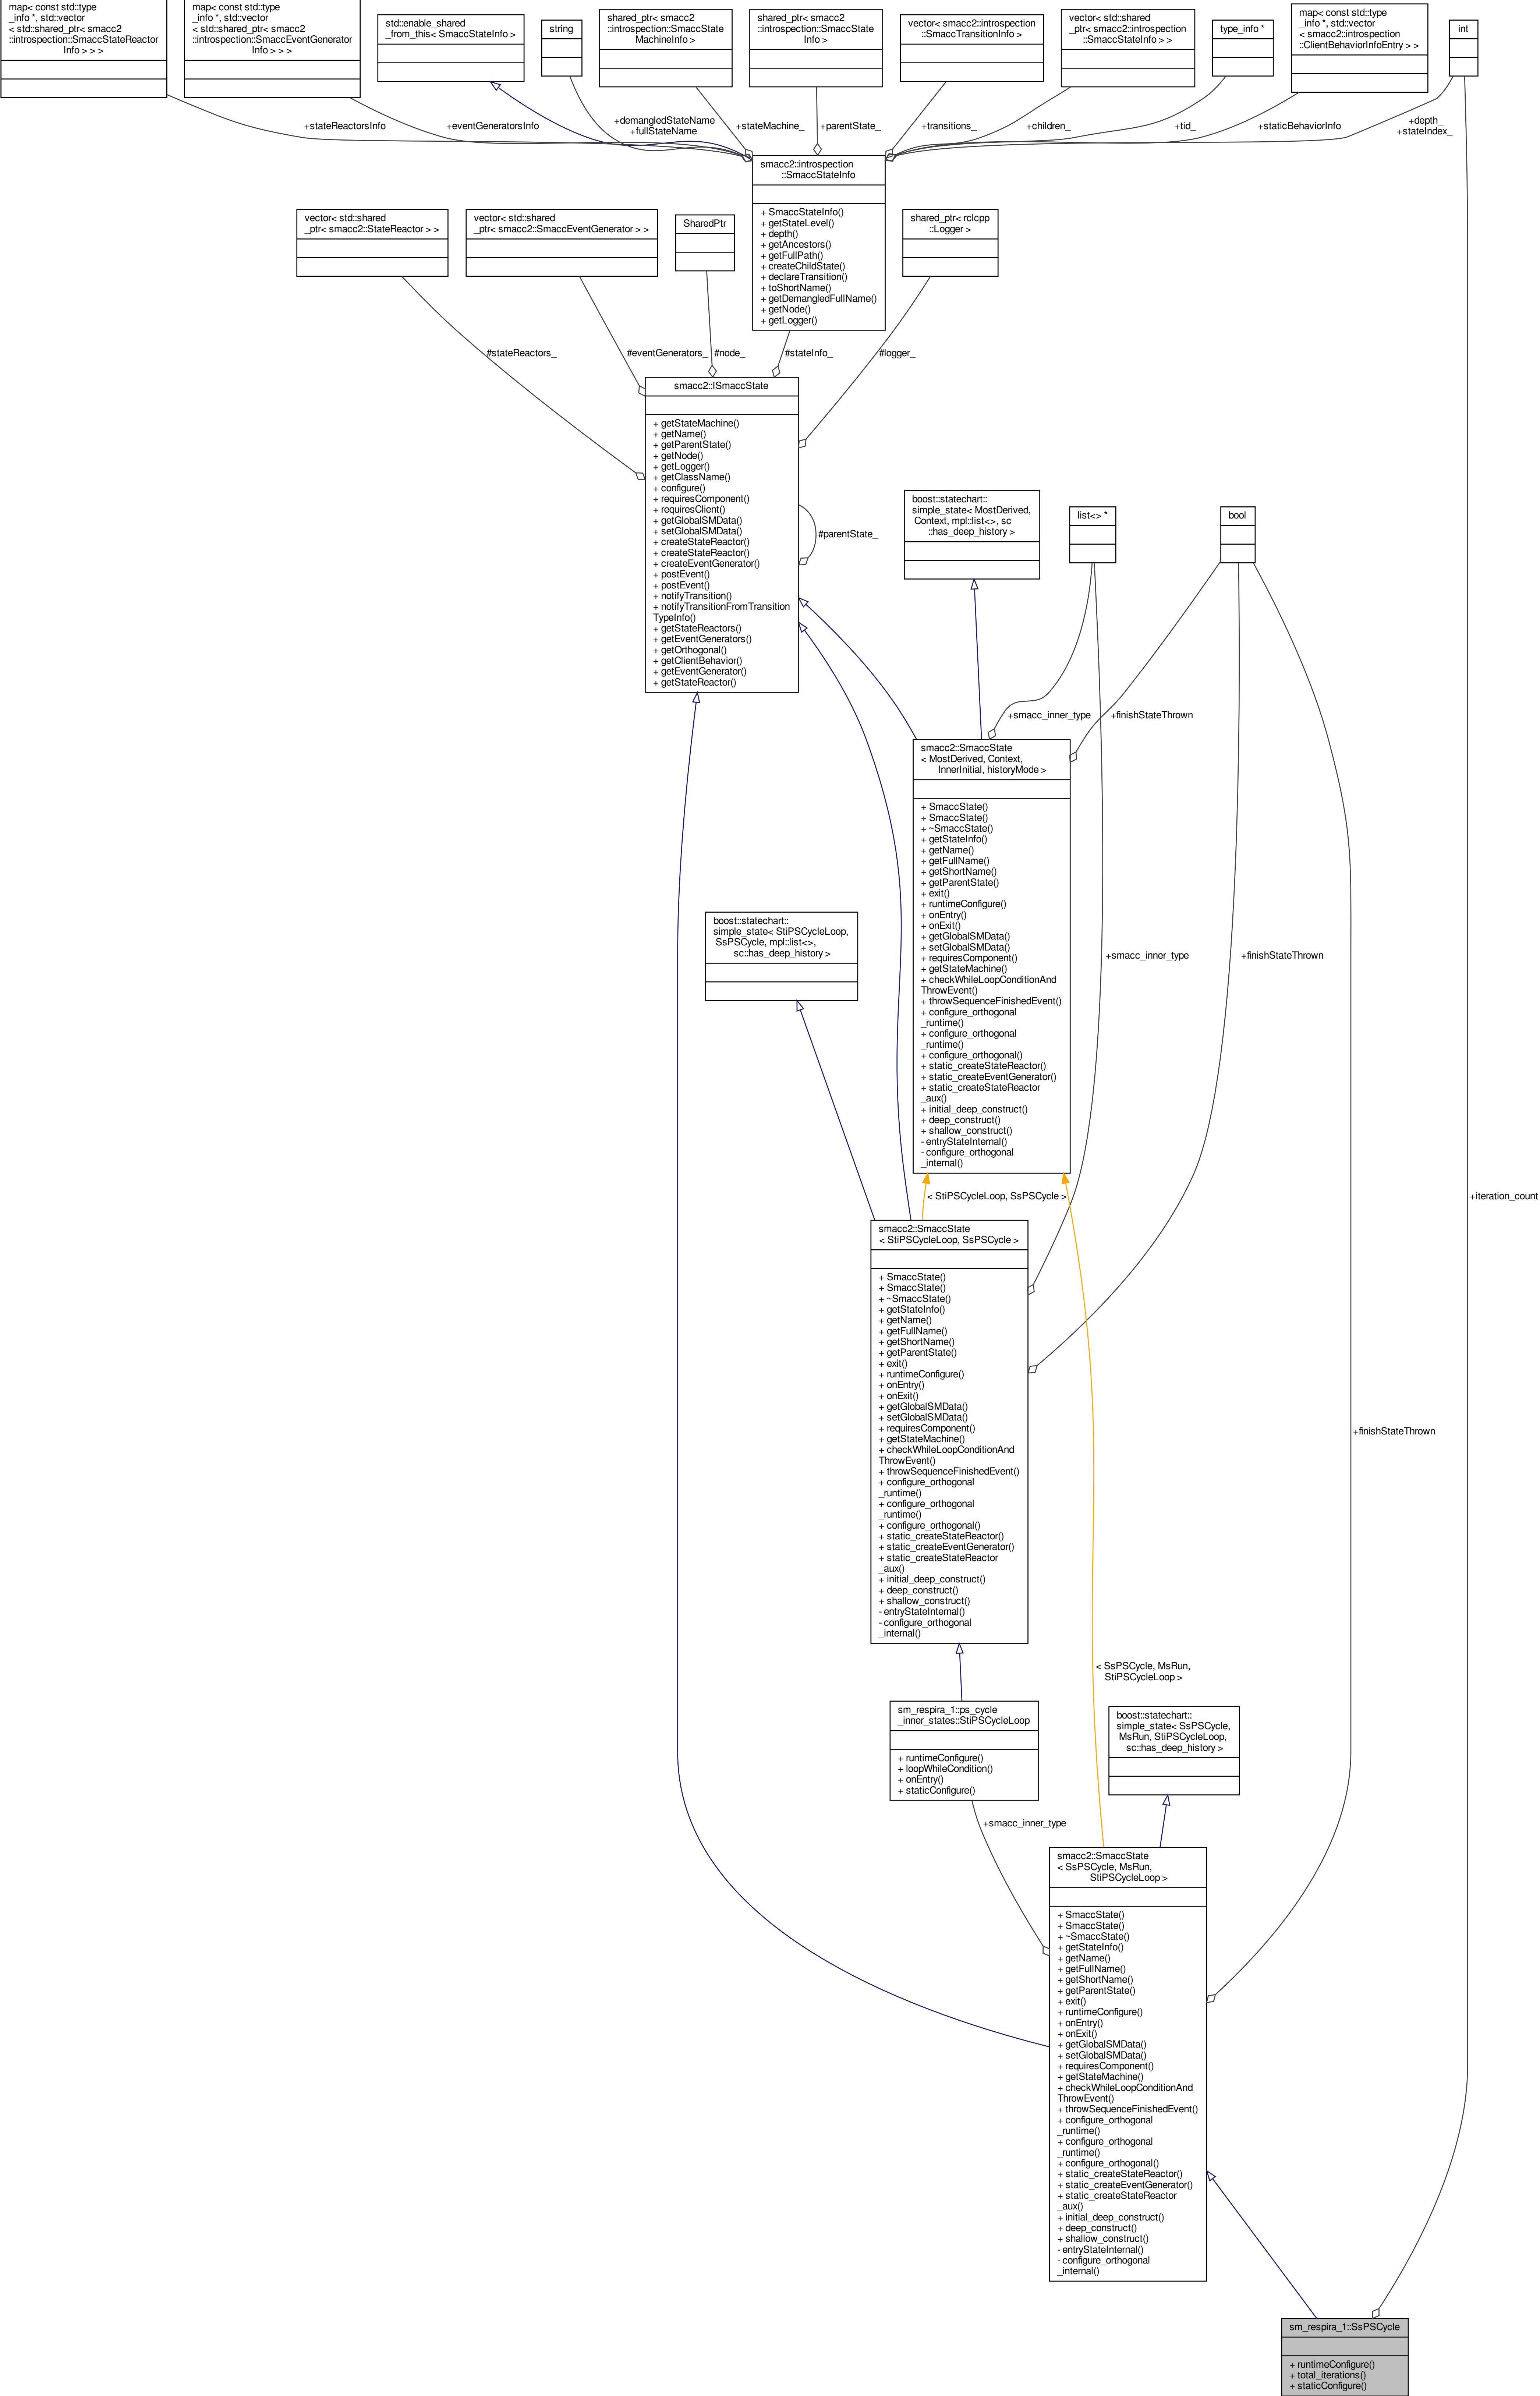 map< const std::type
_info *, std::vector
< std::shared_ptr< smacc2
::introspection::SmaccStateReactor
Info > > >
map< const std::type
_info *, std::vector
< std::shared_ptr< smacc2
::introspection::SmaccEventGenerator
Info > > >
std::enable_shared
_from_this< SmaccStateInfo >
string
shared_ptr< smacc2
::introspection::SmaccState
MachineInfo >
shared_ptr< smacc2
::introspection::SmaccState
Info >
vector< smacc2::introspection
::SmaccTransitionInfo >
vector< std::shared
_ptr< smacc2::introspection
::SmaccStateInfo > >
type_info *
map< const std::type
_info *, std::vector
< smacc2::introspection
::ClientBehaviorInfoEntry > >
int
+stateReactorsInfo
+eventGeneratorsInfo
+demangledStateName
+fullStateName
+stateMachine_
+parentState_
+transitions_
+children_
+tid_
+staticBehaviorInfo
+depth_
+stateIndex_
smacc2::introspection
::SmaccStateInfo
+ SmaccStateInfo()
+ getStateLevel()
+ depth()
+ getAncestors()
+ getFullPath()
+ createChildState()
+ declareTransition()
+ toShortName()
+ getDemangledFullName()
+ getNode()
+ getLogger()
vector< std::shared
_ptr< smacc2::StateReactor > >
vector< std::shared
_ptr< smacc2::SmaccEventGenerator > >
SharedPtr
shared_ptr< rclcpp
::Logger >
#stateReactors_
#eventGenerators_
#node_
#stateInfo_
#logger_
smacc2::ISmaccState
+ getStateMachine()
+ getName()
+ getParentState()
+ getNode()
+ getLogger()
+ getClassName()
+ configure()
+ requiresComponent()
+ requiresClient()
+ getGlobalSMData()
+ setGlobalSMData()
+ createStateReactor()
+ createStateReactor()
+ createEventGenerator()
+ postEvent()
+ postEvent()
+ notifyTransition()
+ notifyTransitionFromTransition
TypeInfo()
+ getStateReactors()
+ getEventGenerators()
+ getOrthogonal()
+ getClientBehavior()
+ getEventGenerator()
+ getStateReactor()
#parentState_
boost::statechart::
simple_state< MostDerived,
Context, mpl::list<>, sc
::has_deep_history >
list<> *
bool
+smacc_inner_type
+finishStateThrown
smacc2::SmaccState
< MostDerived, Context,
InnerInitial, historyMode >
+ SmaccState()
+ SmaccState()
+ ~SmaccState()
+ getStateInfo()
+ getName()
+ getFullName()
+ getShortName()
+ getParentState()
+ exit()
+ runtimeConfigure()
+ onEntry()
+ onExit()
+ getGlobalSMData()
+ setGlobalSMData()
+ requiresComponent()
+ getStateMachine()
+ checkWhileLoopConditionAnd
ThrowEvent()
+ throwSequenceFinishedEvent()
+ configure_orthogonal
_runtime()
+ configure_orthogonal
_runtime()
+ configure_orthogonal()
+ static_createStateReactor()
+ static_createEventGenerator()
+ static_createStateReactor
_aux()
+ initial_deep_construct()
+ deep_construct()
+ shallow_construct()
- entryStateInternal()
- configure_orthogonal
_internal()
boost::statechart::
simple_state< StiPSCycleLoop,
SsPSCycle, mpl::list<>,
sc::has_deep_history >
+smacc_inner_type
+finishStateThrown
< StiPSCycleLoop, SsPSCycle >
+iteration_count
smacc2::SmaccState
< StiPSCycleLoop, SsPSCycle >
+ SmaccState()
+ SmaccState()
+ ~SmaccState()
+ getStateInfo()
+ getName()
+ getFullName()
+ getShortName()
+ getParentState()
+ exit()
+ runtimeConfigure()
+ onEntry()
+ onExit()
+ getGlobalSMData()
+ setGlobalSMData()
+ requiresComponent()
+ getStateMachine()
+ checkWhileLoopConditionAnd
ThrowEvent()
+ throwSequenceFinishedEvent()
+ configure_orthogonal
_runtime()
+ configure_orthogonal
_runtime()
+ configure_orthogonal()
+ static_createStateReactor()
+ static_createEventGenerator()
+ static_createStateReactor
_aux()
+ initial_deep_construct()
+ deep_construct()
+ shallow_construct()
- entryStateInternal()
- configure_orthogonal
_internal()
+finishStateThrown
< SsPSCycle, MsRun,
StiPSCycleLoop >
sm_respira_1::ps_cycle
_inner_states::StiPSCycleLoop
+ runtimeConfigure()
+ loopWhileCondition()
+ onEntry()
+ staticConfigure()
boost::statechart::
simple_state< SsPSCycle,
MsRun, StiPSCycleLoop,
sc::has_deep_history >
+smacc_inner_type
smacc2::SmaccState
< SsPSCycle, MsRun,
StiPSCycleLoop >
+ SmaccState()
+ SmaccState()
+ ~SmaccState()
+ getStateInfo()
+ getName()
+ getFullName()
+ getShortName()
+ getParentState()
+ exit()
+ runtimeConfigure()
+ onEntry()
+ onExit()
+ getGlobalSMData()
+ setGlobalSMData()
+ requiresComponent()
+ getStateMachine()
+ checkWhileLoopConditionAnd
ThrowEvent()
+ throwSequenceFinishedEvent()
+ configure_orthogonal
_runtime()
+ configure_orthogonal
_runtime()
+ configure_orthogonal()
+ static_createStateReactor()
+ static_createEventGenerator()
+ static_createStateReactor
_aux()
+ initial_deep_construct()
+ deep_construct()
+ shallow_construct()
- entryStateInternal()
- configure_orthogonal
_internal()
sm_respira_1::SsPSCycle
+ runtimeConfigure()
+ total_iterations()
+ staticConfigure()